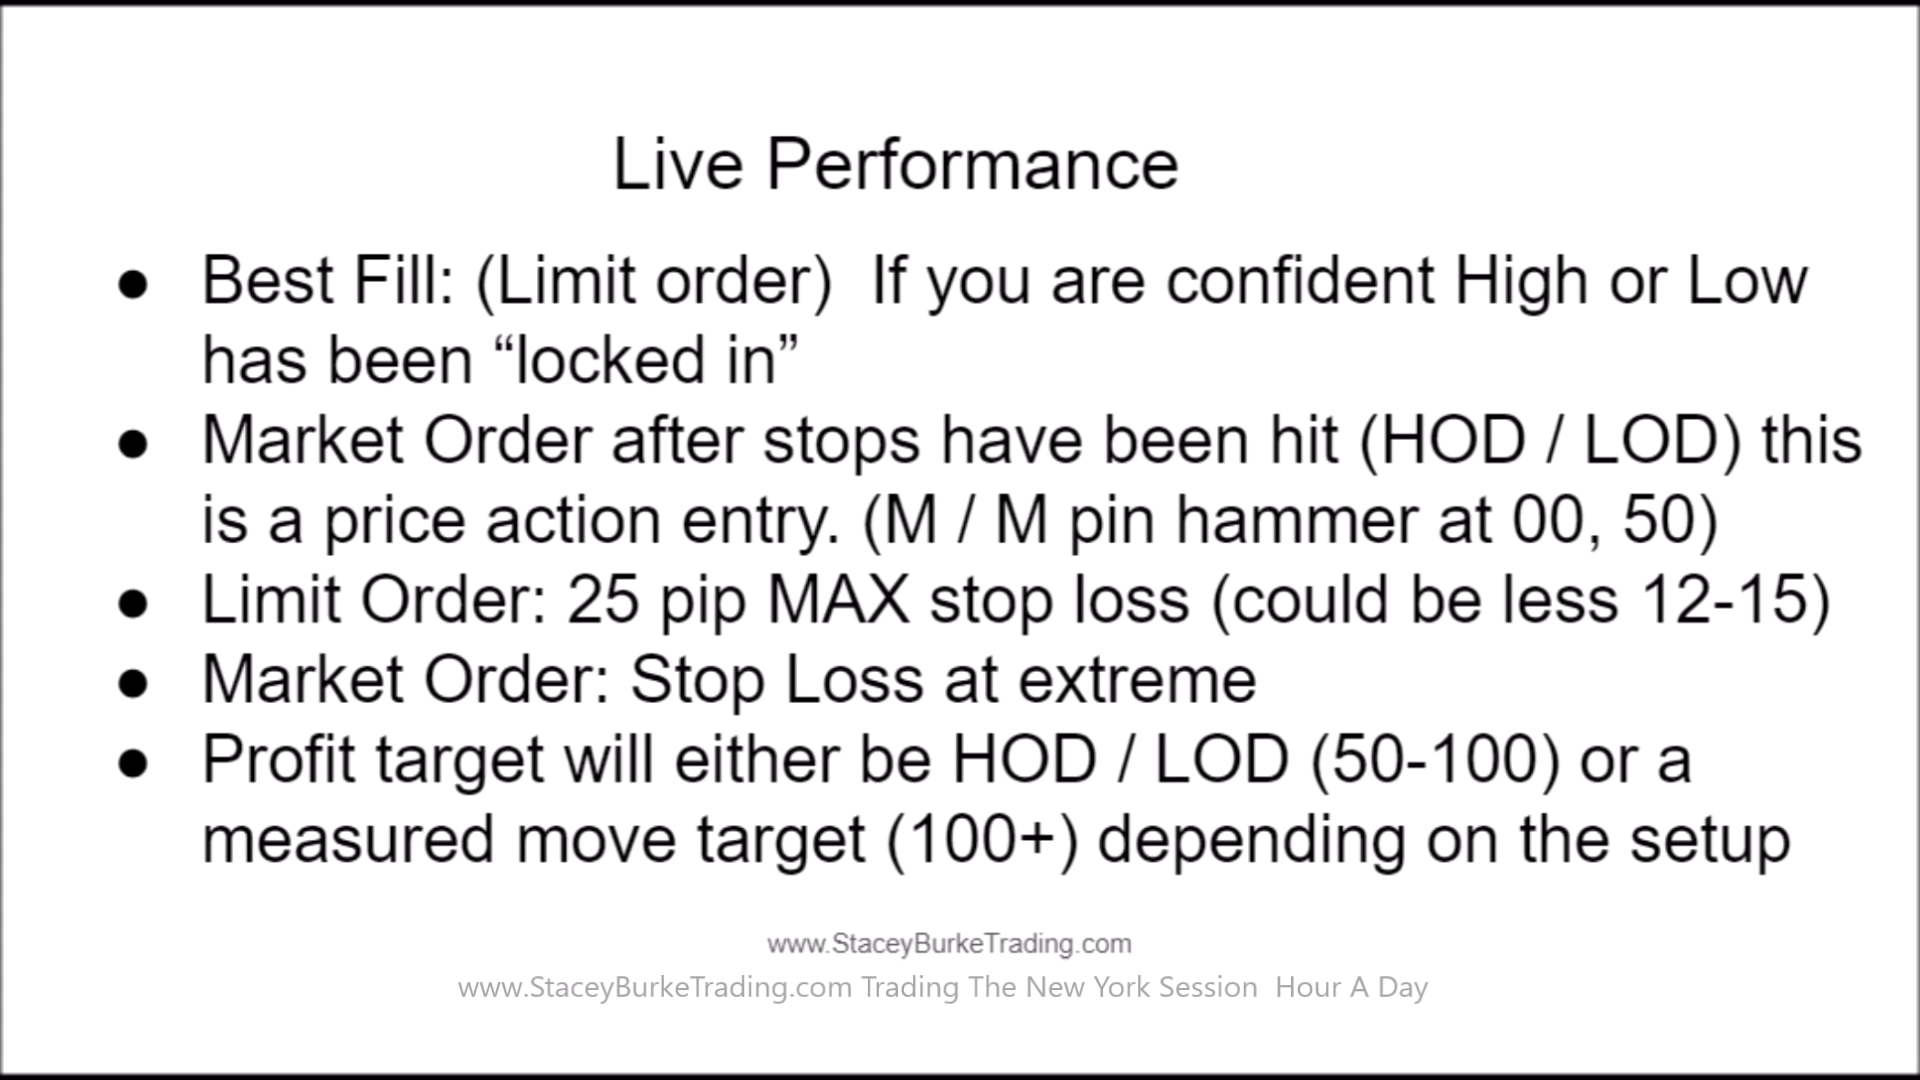 Live Performance
● Best Fill: (Limit order)  If you are confident High or Low
has been “locked in”
● Market Order after stops have been hit (HOD / LOD) this
is a price action entry. (M / M pin hammer at 00, 50)
● Limit Order: 25 pip MAX stop loss (could be less 12-15)
● Market Order: Stop Loss at extreme
● Profit target will either be HOD / LOD (50-100) or a
measured move target (100+) depending on the setup
www.StaceyBurkeTrading.com
www.StaceyBurkeTrading.com Trading The New York Session  Hour A Day